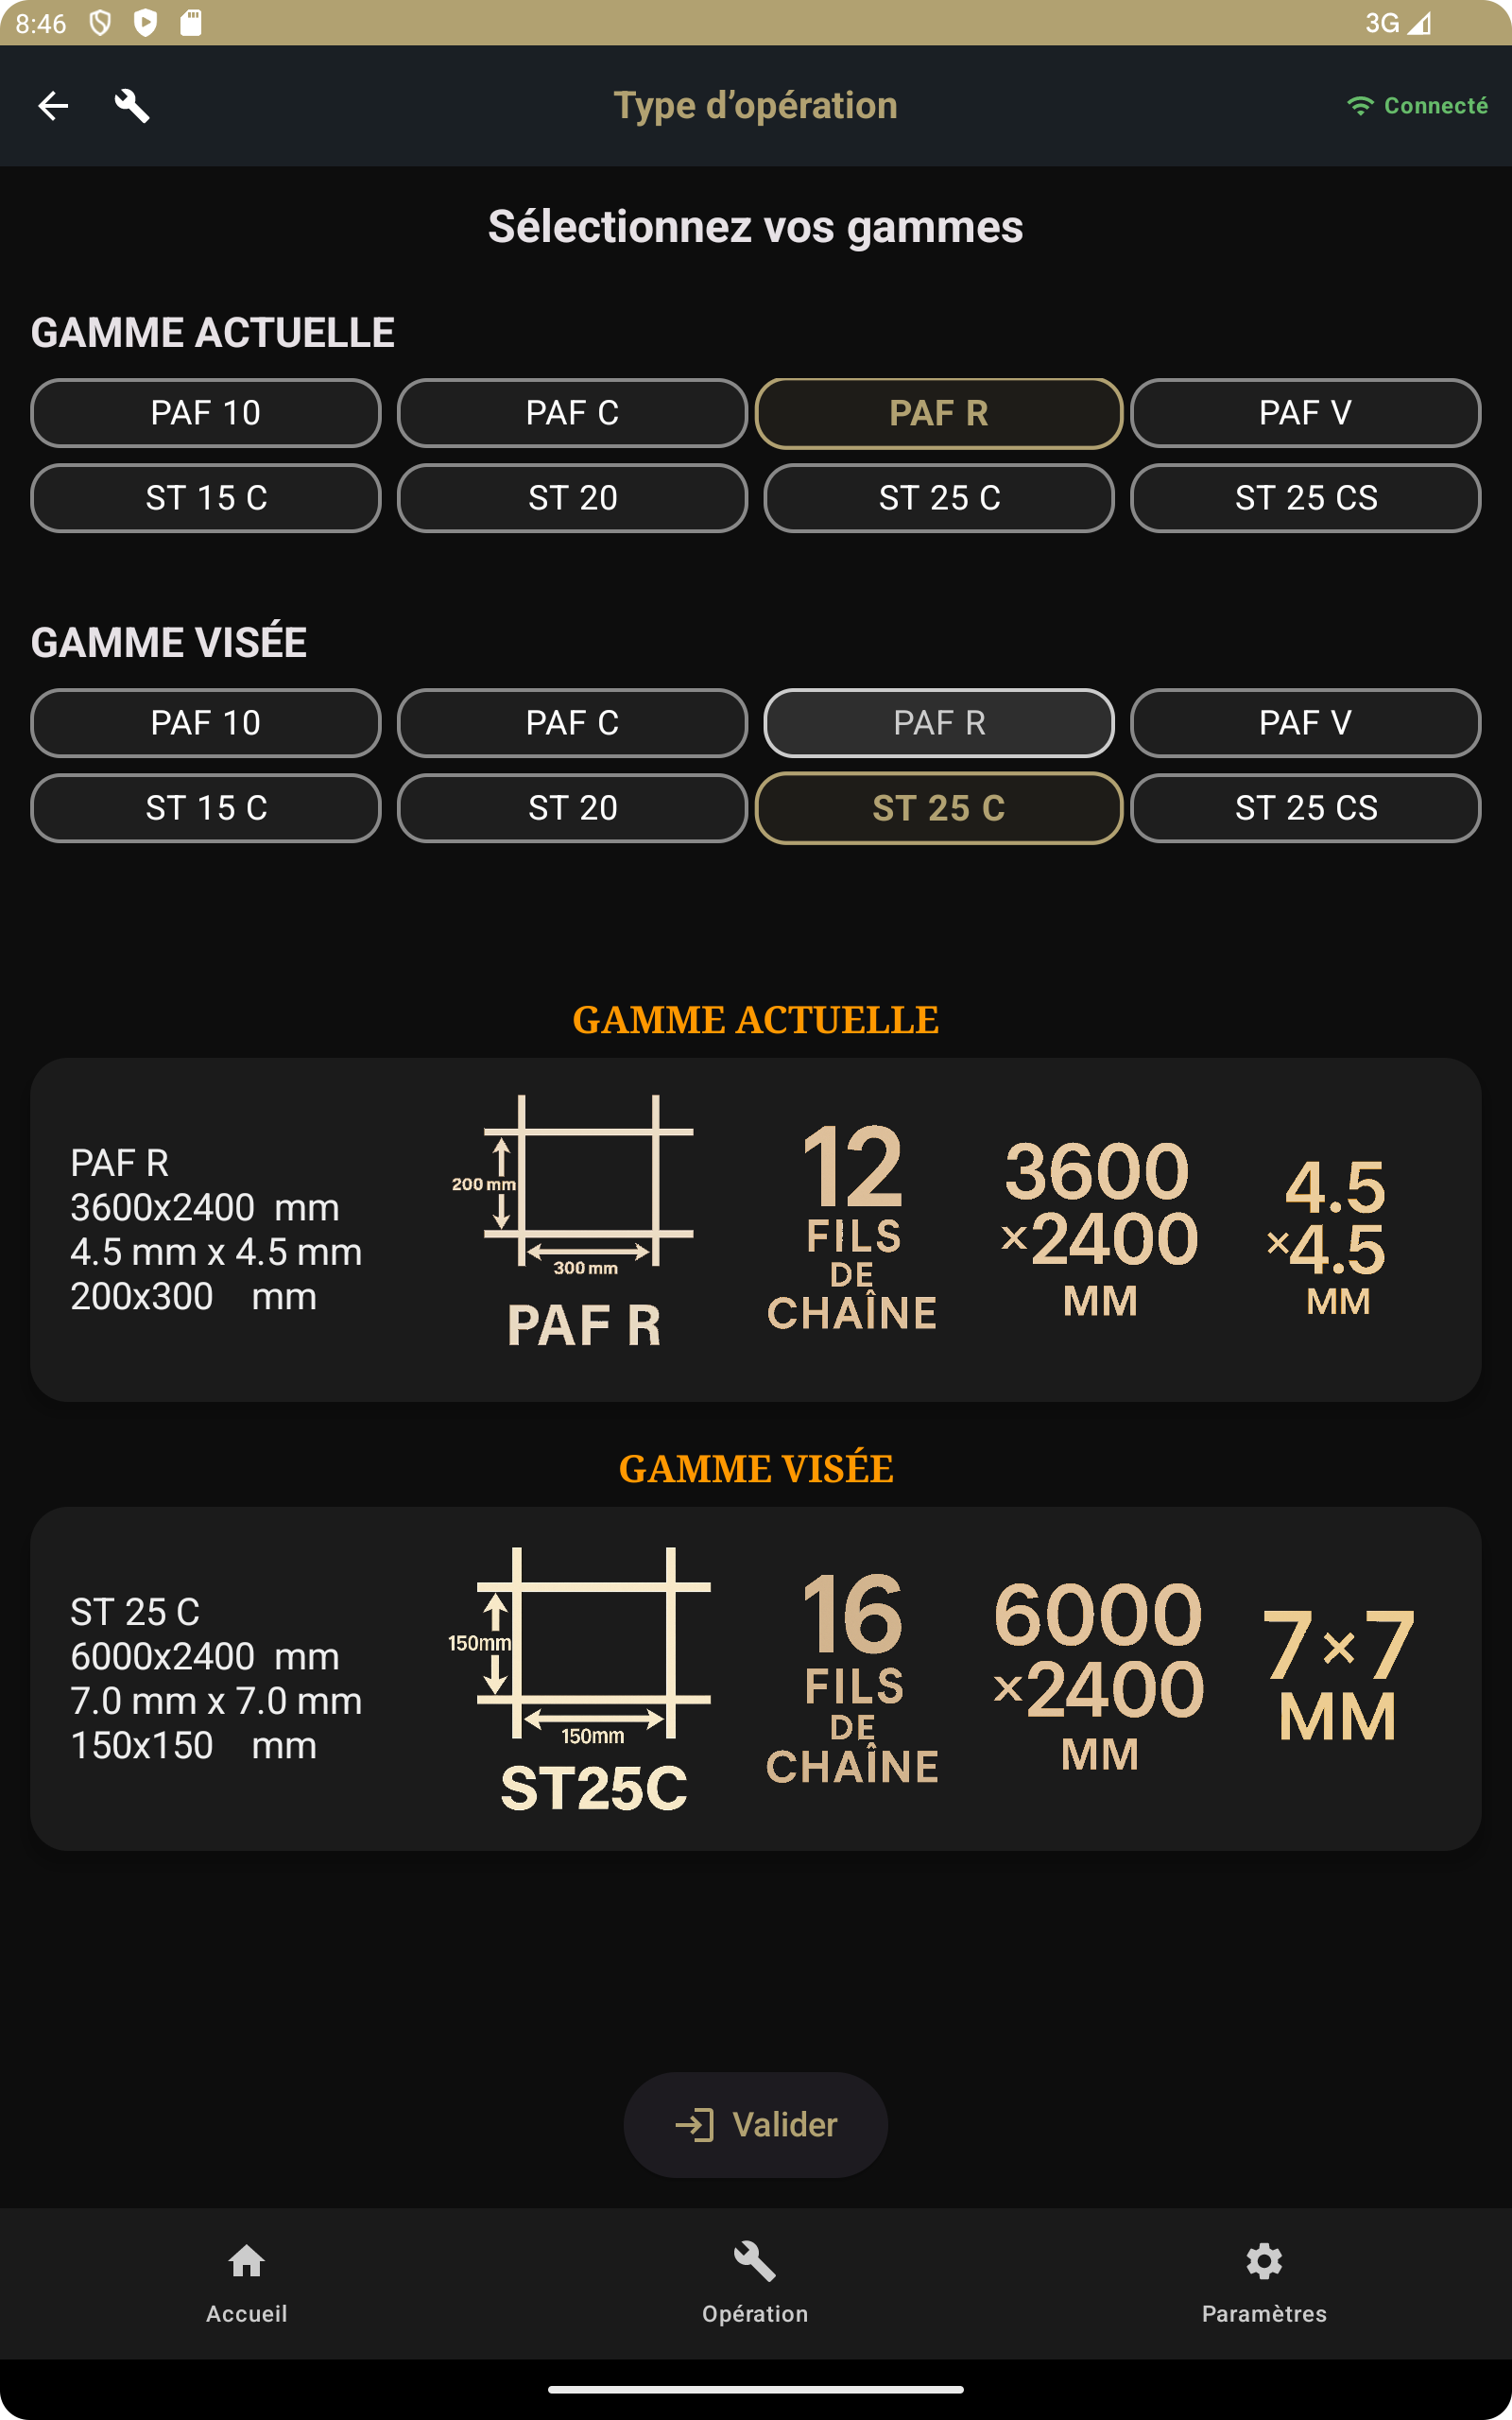 8:46
3G
Type d’opération
Connecté
Sélectionnez vos gammes
GAMME ACTUELLE
PAF 10 PAF C PAF R PAF V
ST 15 C ST 20 ST 25 C ST 25 CS
GAMME VISÉE
PAF 10 PAF C PAF R PAF V
ST 15 C ST 20 ST 25 C ST 25 CS
GAMME ACTUELLE
PAF R
3600x2400 mm
4.5 mm x 4.5 mm
200x300 mm
200 mm
300 mm
PAF R
12
FILS
DE
CHAÎNE
3600
×2400
MM
4.5
×4.5
MM
GAMME VISÉE
ST 25 C
6000x2400 mm
7.0 mm x 7.0 mm
150x150 mm
150mm
150mm
ST25C
16
FILS
DE
CHAÎNE
6000
×2400
MM
7×7
MM
Valider
Accueil Opération Paramètres